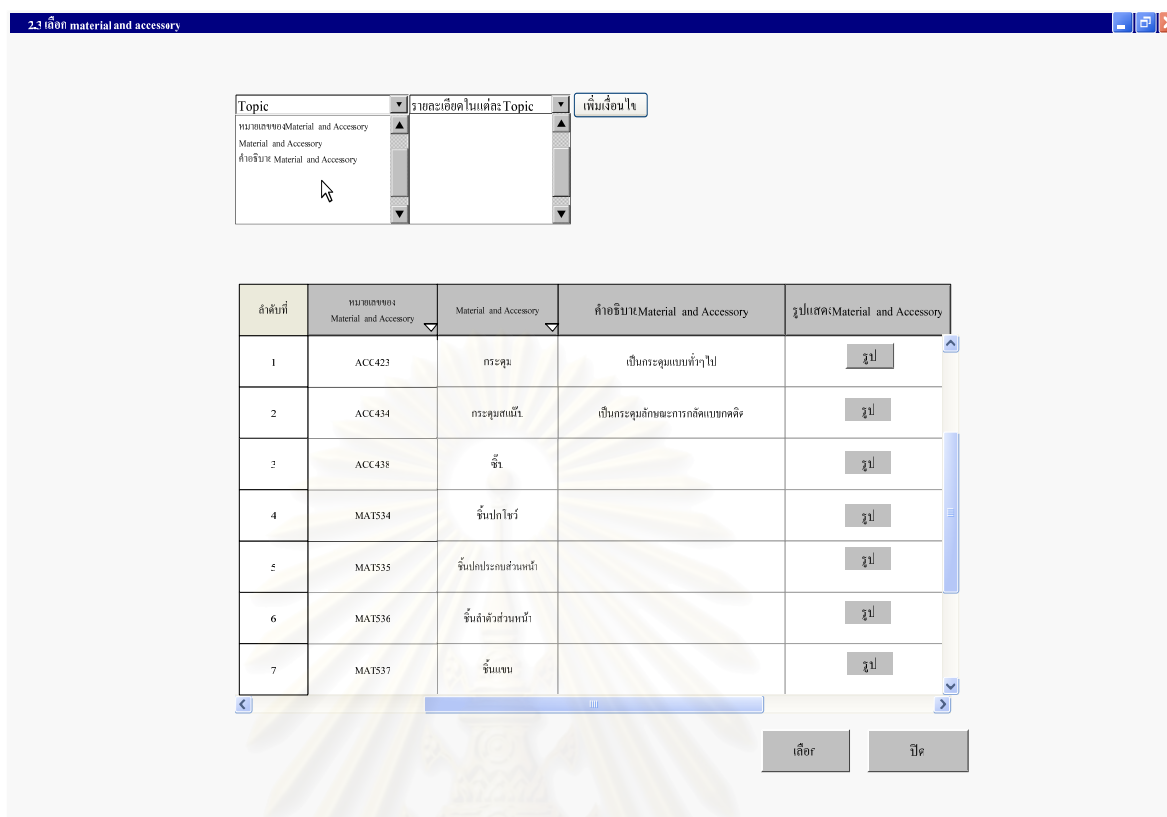 2.3 เลือก material and accessory
Topic รายละเอียดในแต่ละ Topic เพิ่มเงื่อนไข
หมายเลขของMaterial and Accessory
Material and Accessory
คำอธิบาย Material and Accessory
ลำดับที่ หมายเลขของ Material and Accessory Material and Accessory คำอธิบายMaterial and Accessory รูปแสดงMaterial and Accessory
1 ACC423 กระดุม เป็นกระดุมแบบทั่วๆไป รูป
2 ACC434 กระดุมสแน๊บ เป็นกระดุมลักษณะการกลัดแบบกดติด รูป
3 ACC438 ซิ๊บ รูป
4 MAT534 ชิ้นปกโชว์ รูป
5 MAT535 ชิ้นปกประกบส่วนหน้า รูป
6 MAT536 ชิ้นลำตัวส่วนหน้า รูป
7 MAT537 ชิ้นแขน รูป
เลือก ปิด